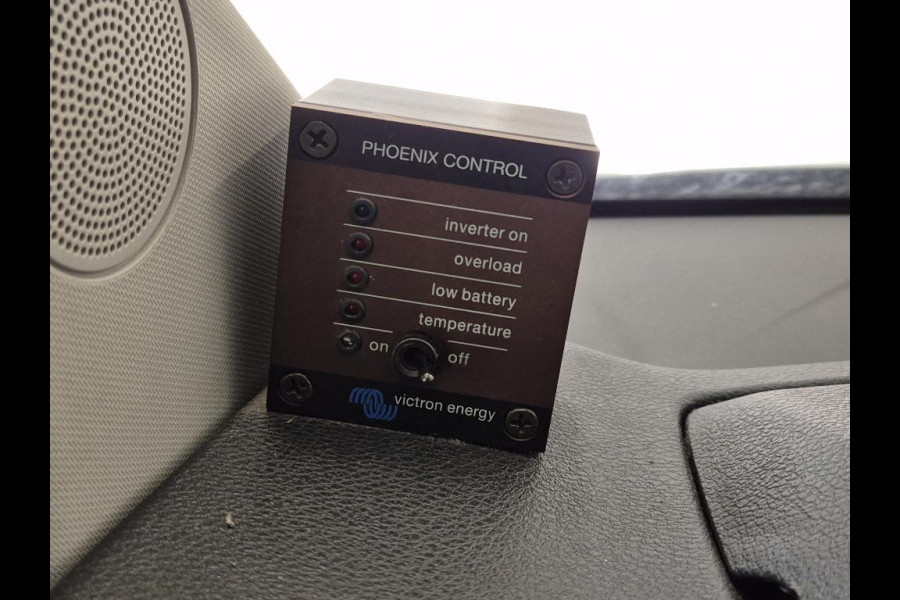 PHOENIX CONTROL
inverter on
overload
low battery
temperature
on off
victron energy